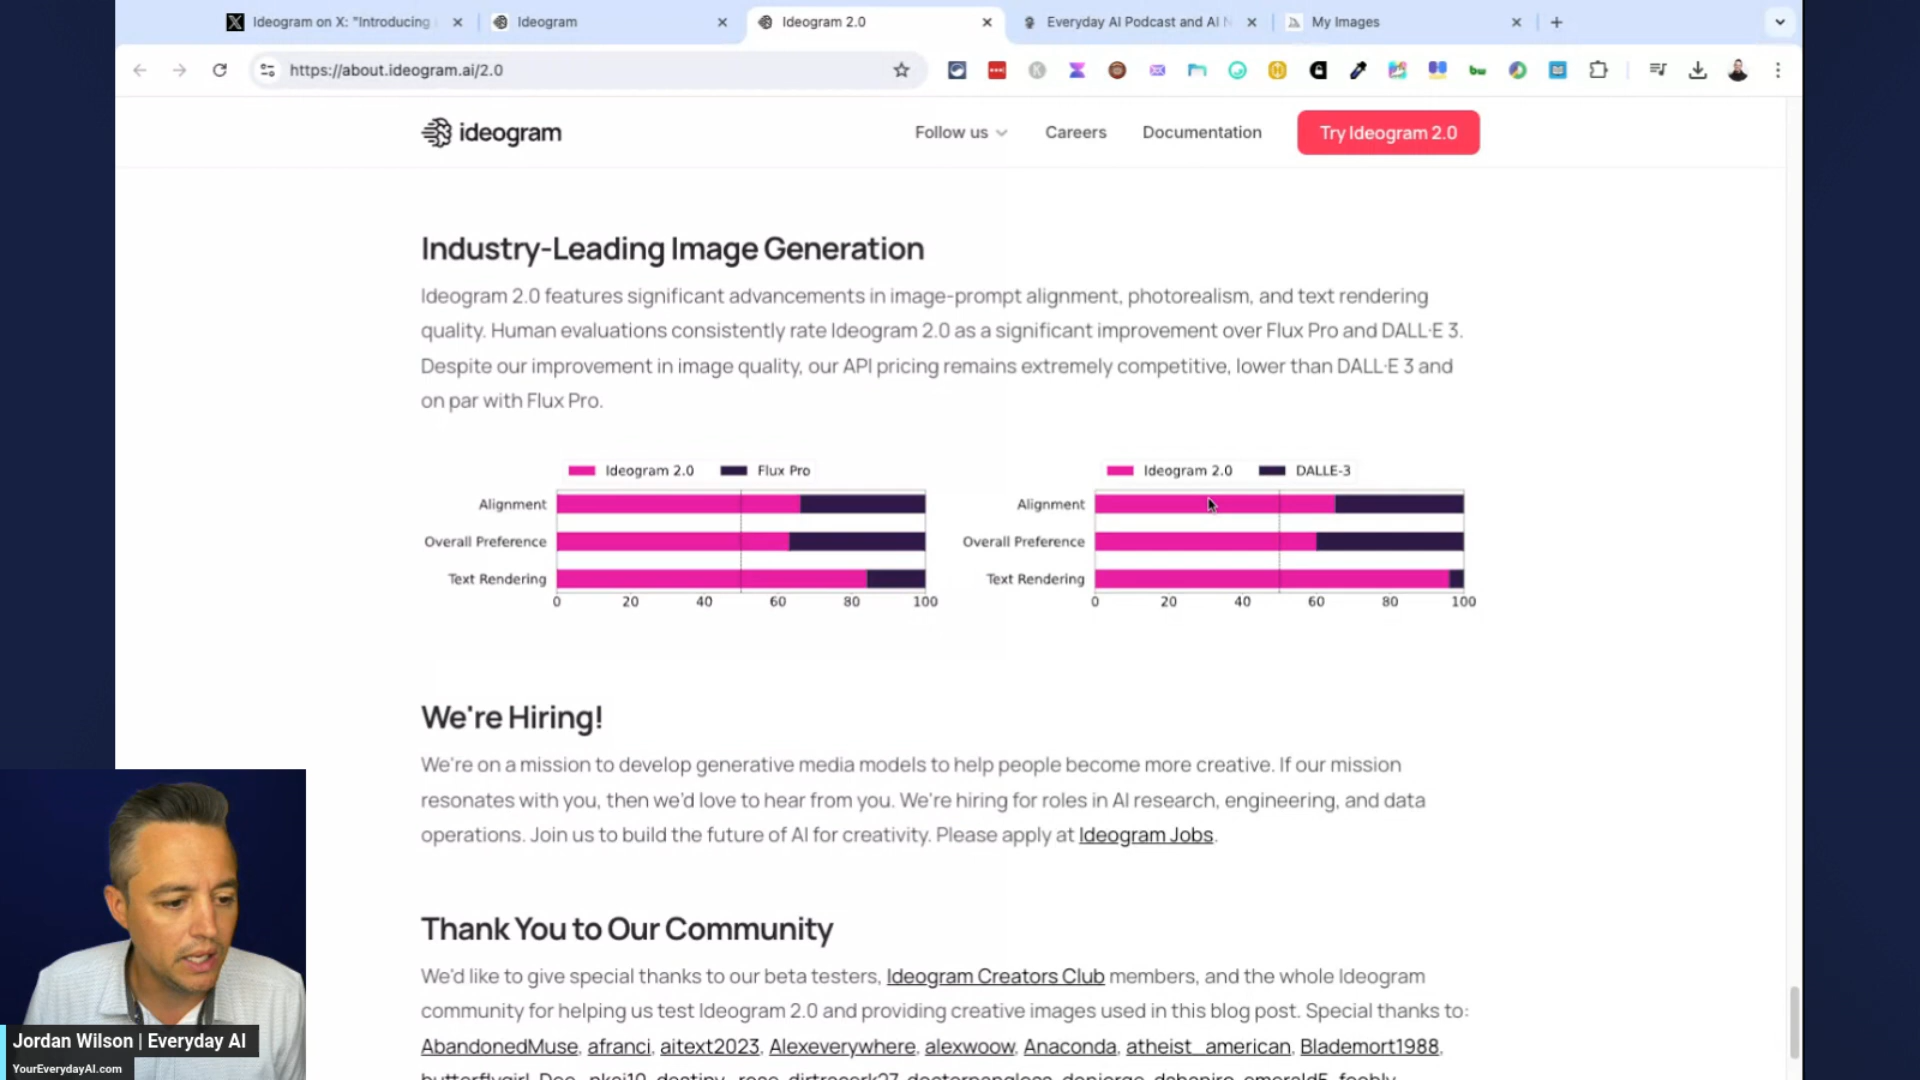 Ideogram on X: "Introducing
Ideogram
Ideogram 2.0
Everyday AI Podcast and AI N
My Images
https://about.ideogram.ai/2.0
ideogram
Follow us
Careers
Documentation
Try Ideogram 2.0
Industry-Leading Image Generation
Ideogram 2.0 features significant advancements in image-prompt alignment, photorealism, and text rendering
quality. Human evaluations consistently rate Ideogram 2.0 as a significant improvement over Flux Pro and DALL·E 3.
Despite our improvement in image quality, our API pricing remains extremely competitive, lower than DALL·E 3 and
on par with Flux Pro.
Ideogram 2.0 Flux Pro
Alignment
Overall Preference
Text Rendering
0 20 40 60 80 100
Ideogram 2.0 DALLE-3
Alignment
Overall Preference
Text Rendering
0 20 40 60 80 100
We're Hiring!
We're on a mission to develop generative media models to help people become more creative. If our mission
resonates with you, then we'd love to hear from you. We're hiring for roles in AI research, engineering, and data
operations. Join us to build the future of AI for creativity. Please apply at Ideogram Jobs.
Thank You to Our Community
We'd like to give special thanks to our beta testers, Ideogram Creators Club members, and the whole Ideogram
community for helping us test Ideogram 2.0 and providing creative images used in this blog post. Special thanks to:
AbandonedMuse, afranci, aitext2023, Alexeverywhere, alexwoow, Anaconda, atheist_american, Blademort1988,
Jordan Wilson | Everyday AI
YourEverydayAI.com